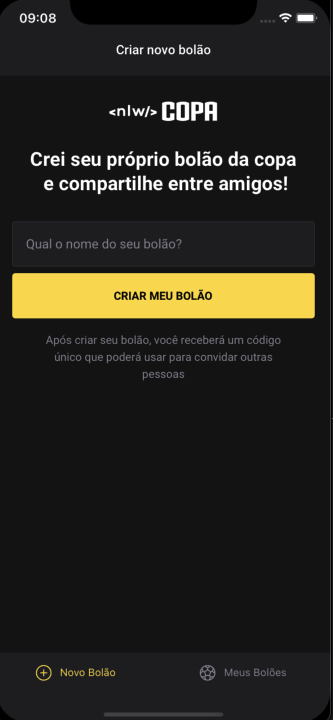 09:08
Criar novo bolão
<nlw/> COPA
Crei seu próprio bolão da copa
e compartilhe entre amigos!
Qual o nome do seu bolão?
CRIAR MEU BOLÃO
Após criar seu bolão, você receberá um código
único que poderá usar para convidar outras
pessoas
Novo Bolão
Meus Bolões